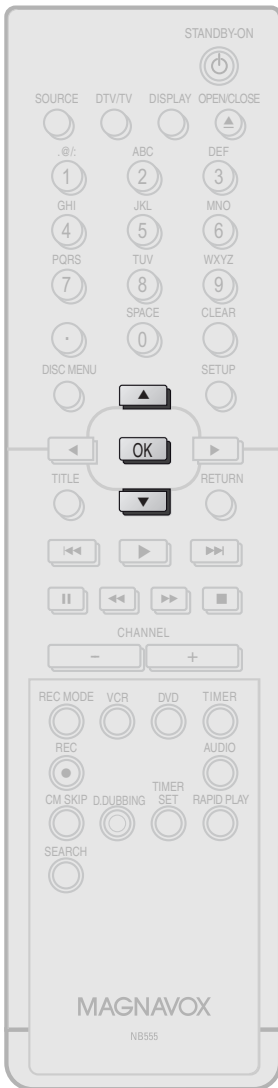 STANDBY-ON
SOURCE DTV/TV DISPLAY OPEN/CLOSE
.@/: ABC DEF
1 2 3
GHI JKL MNO
4 5 6
PQRS TUV WXYZ
7 8 9
SPACE CLEAR
· 0
DISC MENU SETUP
OK
TITLE RETURN
CHANNEL
− +
REC MODE VCR DVD TIMER
REC AUDIO
CM SKIP D.DUBBING TIMER SET RAPID PLAY
SEARCH
MAGNAVOX
NB555